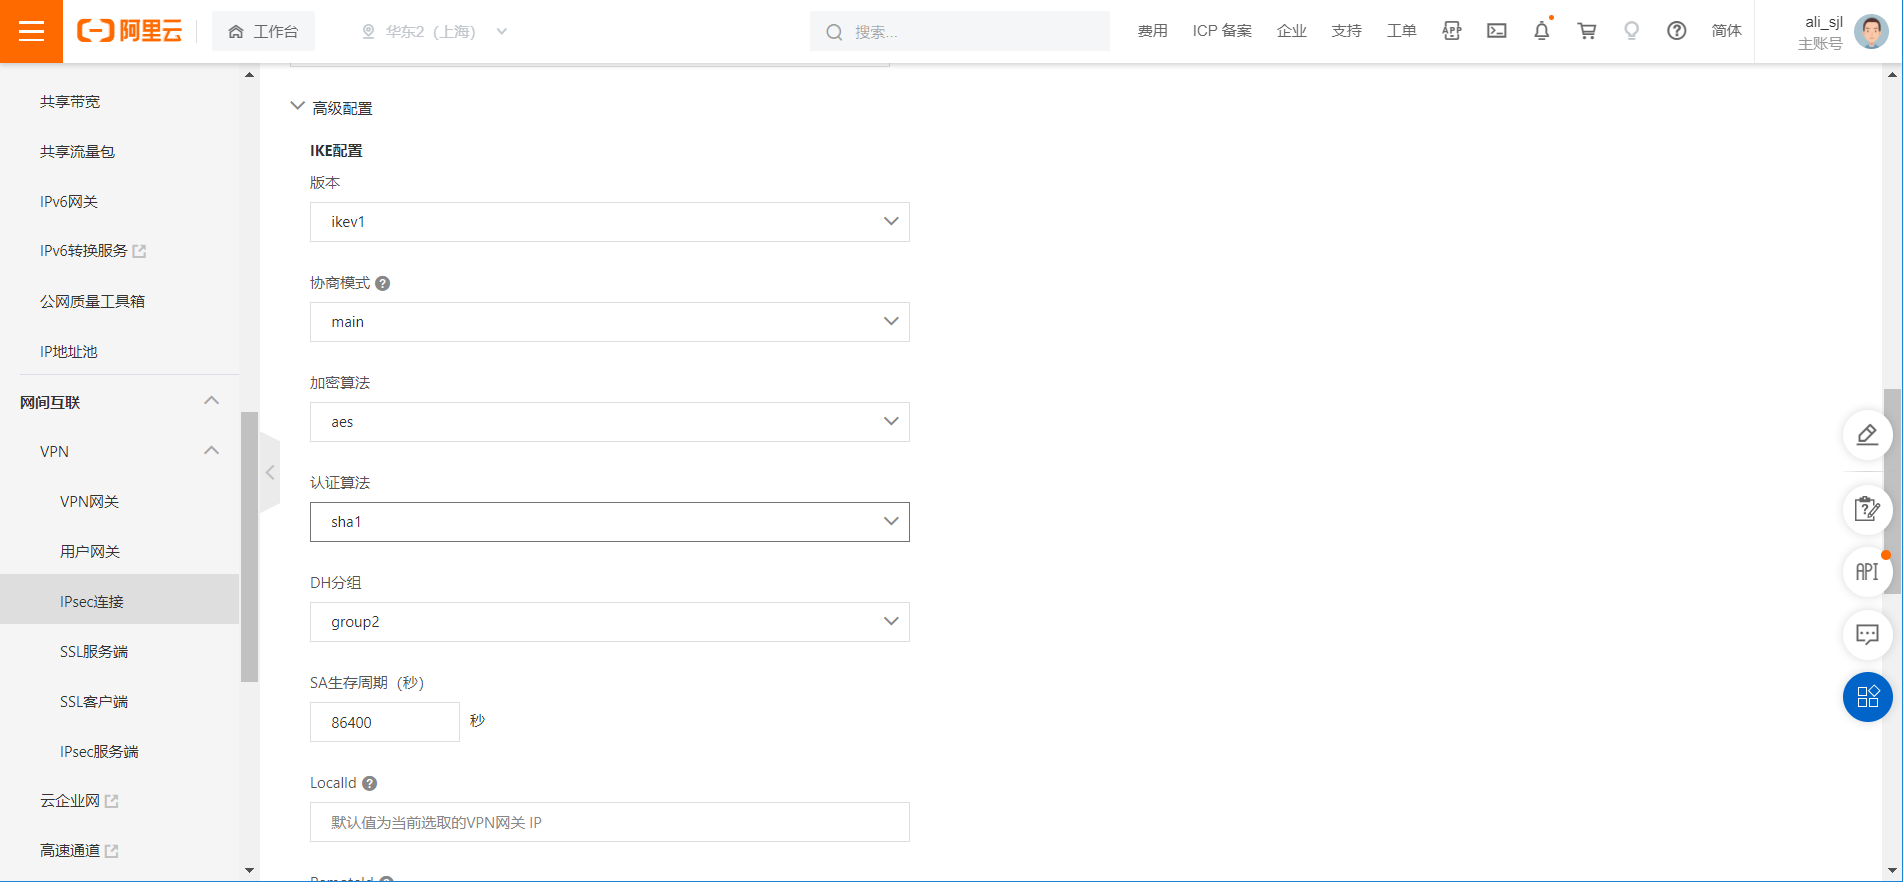 阿里云
工作台
华东2（上海）
搜索...
费用
ICP 备案
企业
支持
工单
APP
简体
ali_sjl
主账号
共享带宽
共享流量包
IPv6网关
IPv6转换服务
公网质量工具箱
IP地址池
网间互联
VPN
VPN网关
用户网关
IPsec连接
SSL服务端
SSL客户端
IPsec服务端
云企业网
高速通道
高级配置
IKE配置
版本
ikev1
协商模式
main
加密算法
aes
认证算法
sha1
DH分组
group2
SA生存周期（秒）
86400
秒
LocalId
默认值为当前选取的VPN网关 IP
RemoteId
API